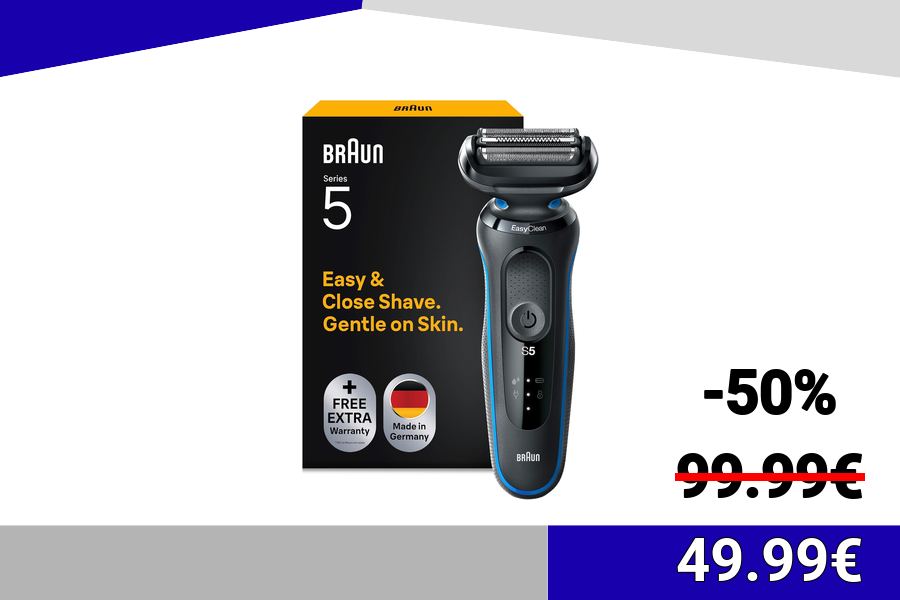 BRAUN
BRAUN
Series
5
Easy &
Close Shave.
Gentle on Skin.
+
FREE
EXTRA
Warranty
Made in
Germany
EasyClean
S5
BRAUN
-50%
99.99€
49.99€